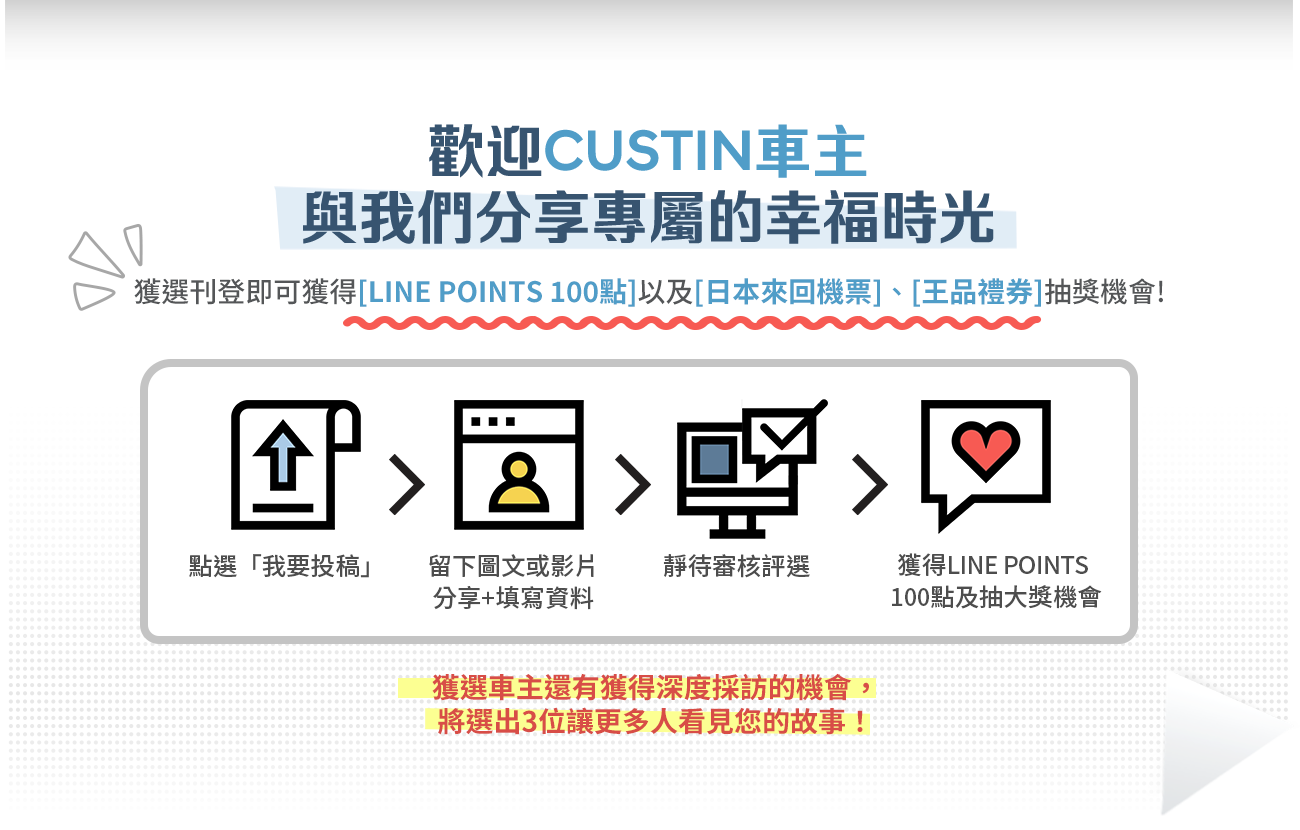 歡迎CUSTIN車主
與我們分享專屬的幸福時光
獲選刊登即可獲得[LINE POINTS 100點]以及[日本來回機票]、[王品禮券]抽獎機會!
點選「我要投稿」
留下圖文或影片
分享+填寫資料
靜待審核評選
獲得LINE POINTS
100點及抽大獎機會
獲選車主還有獲得深度採訪的機會，
將選出3位讓更多人看見您的故事！